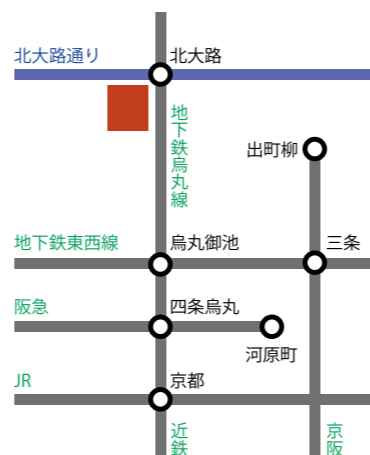 北大路通り
北大路
地下鉄烏丸線
出町柳
地下鉄東西線
烏丸御池
三条
阪急
四条烏丸
河原町
JR
京都
近鉄
京阪